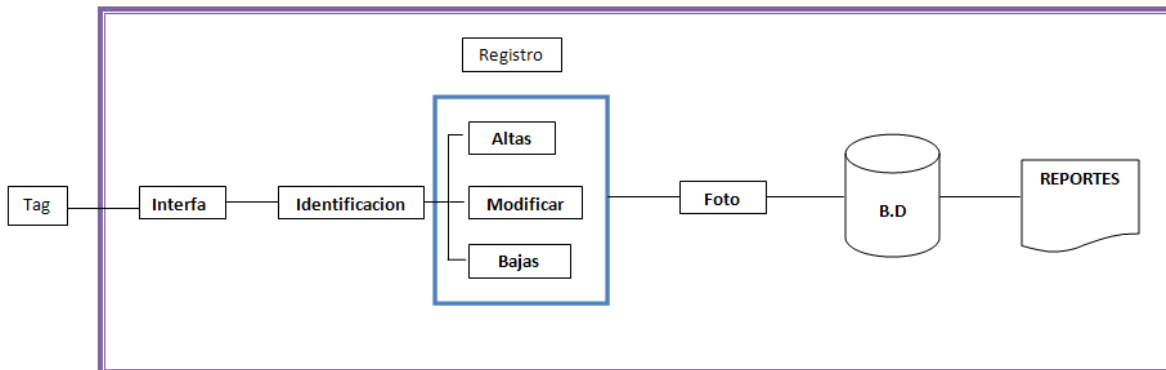 Registro
Altas
Tag
Interfa
Identificacion
Modificar
Bajas
Foto
B.D
REPORTES